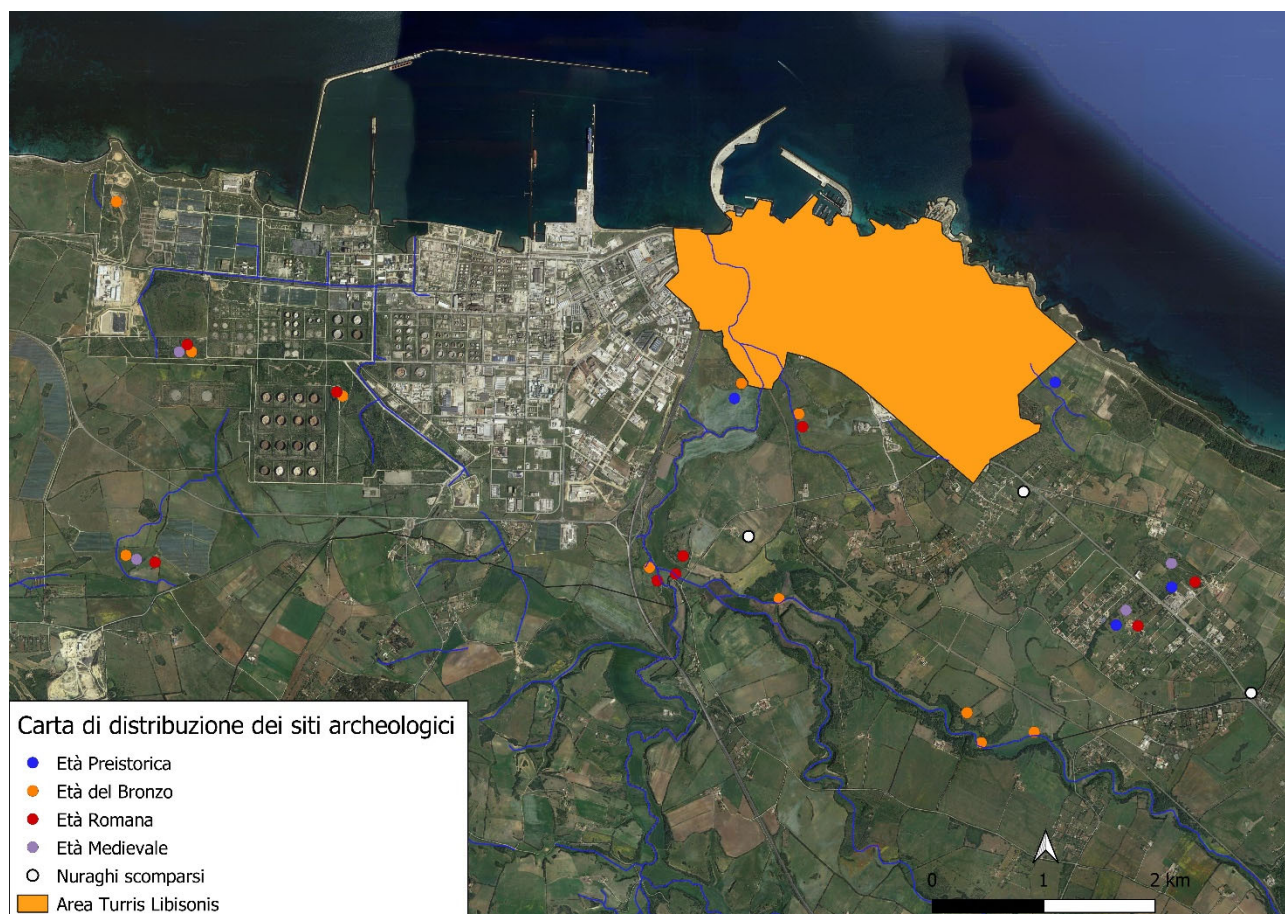 Carta di distribuzione dei siti archeologici
Età Preistorica
Età del Bronzo
Età Romana
Età Medievale
Nuraghi scomparsi
Area Turris Libisonis
0 1 2 km